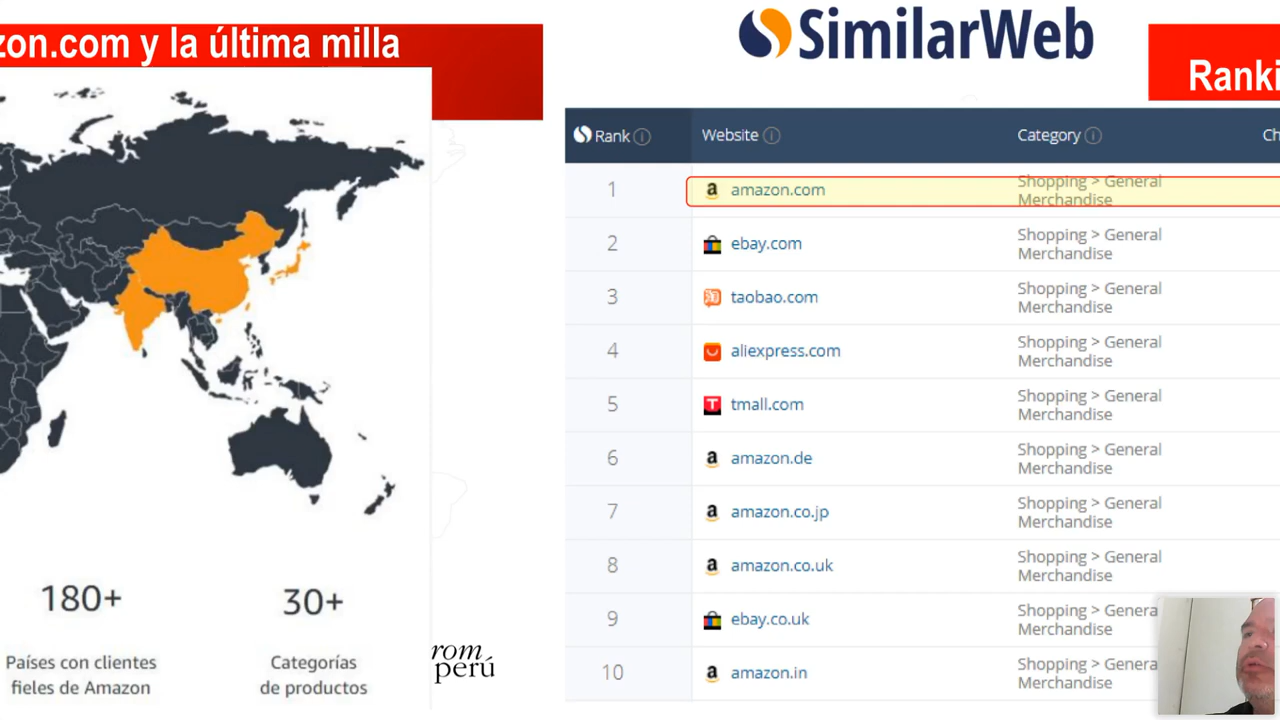 zon.com y la última milla
180+
30+
Países con clientes
fieles de Amazon
Categorías
de productos
rom
perú
SimilarWeb
Ranki
Rank
Website
Category
Ch
1
amazon.com
Shopping > General
Merchandise
2
ebay.com
Shopping > General
Merchandise
3
taobao.com
Shopping > General
Merchandise
4
aliexpress.com
Shopping > General
Merchandise
5
tmall.com
Shopping > General
Merchandise
6
amazon.de
Shopping > General
Merchandise
7
amazon.co.jp
Shopping > General
Merchandise
8
amazon.co.uk
Shopping > General
Merchandise
9
ebay.co.uk
Shopping > Genera
Merchandise
10
amazon.in
Shopping > Genera
Merchandise